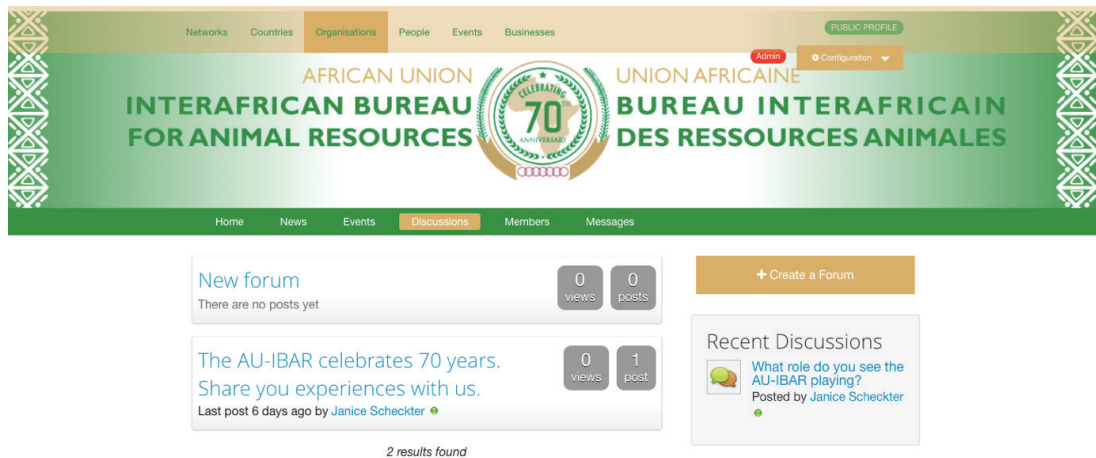 Networks Countries Organisations People Events Businesses
PUBLIC PROFILE
Admin
Configuration
AFRICAN UNION
INTERAFRICAN BUREAU
FOR ANIMAL RESOURCES
CELEBRATING
70TH
ANNIVERSARY
UNION AFRICAINE
BUREAU INTERAFRICAIN
DES RESSOURCES ANIMALES
Home News Events Discussions Members Messages
New forum
There are no posts yet
0 views
0 posts
The AU-IBAR celebrates 70 years.
Share you experiences with us.
Last post 6 days ago by Janice Scheckter
0 views
1 post
2 results found
+ Create a Forum
Recent Discussions
What role do you see the
AU-IBAR playing?
Posted by Janice Scheckter